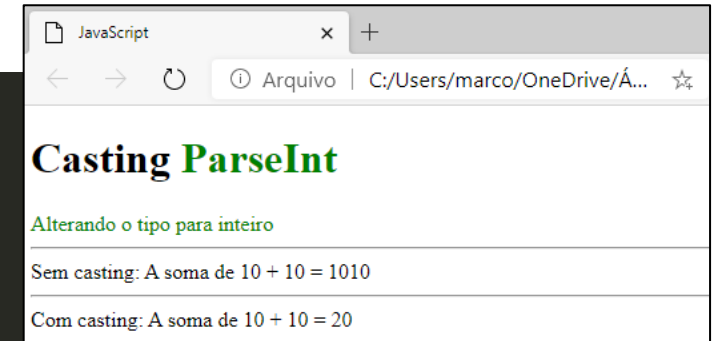 JavaScript
Arquivo | C:/Users/marco/OneDrive/Á...
Casting ParseInt
Alterando o tipo para inteiro
Sem casting: A soma de 10 + 10 = 1010
Com casting: A soma de 10 + 10 = 20